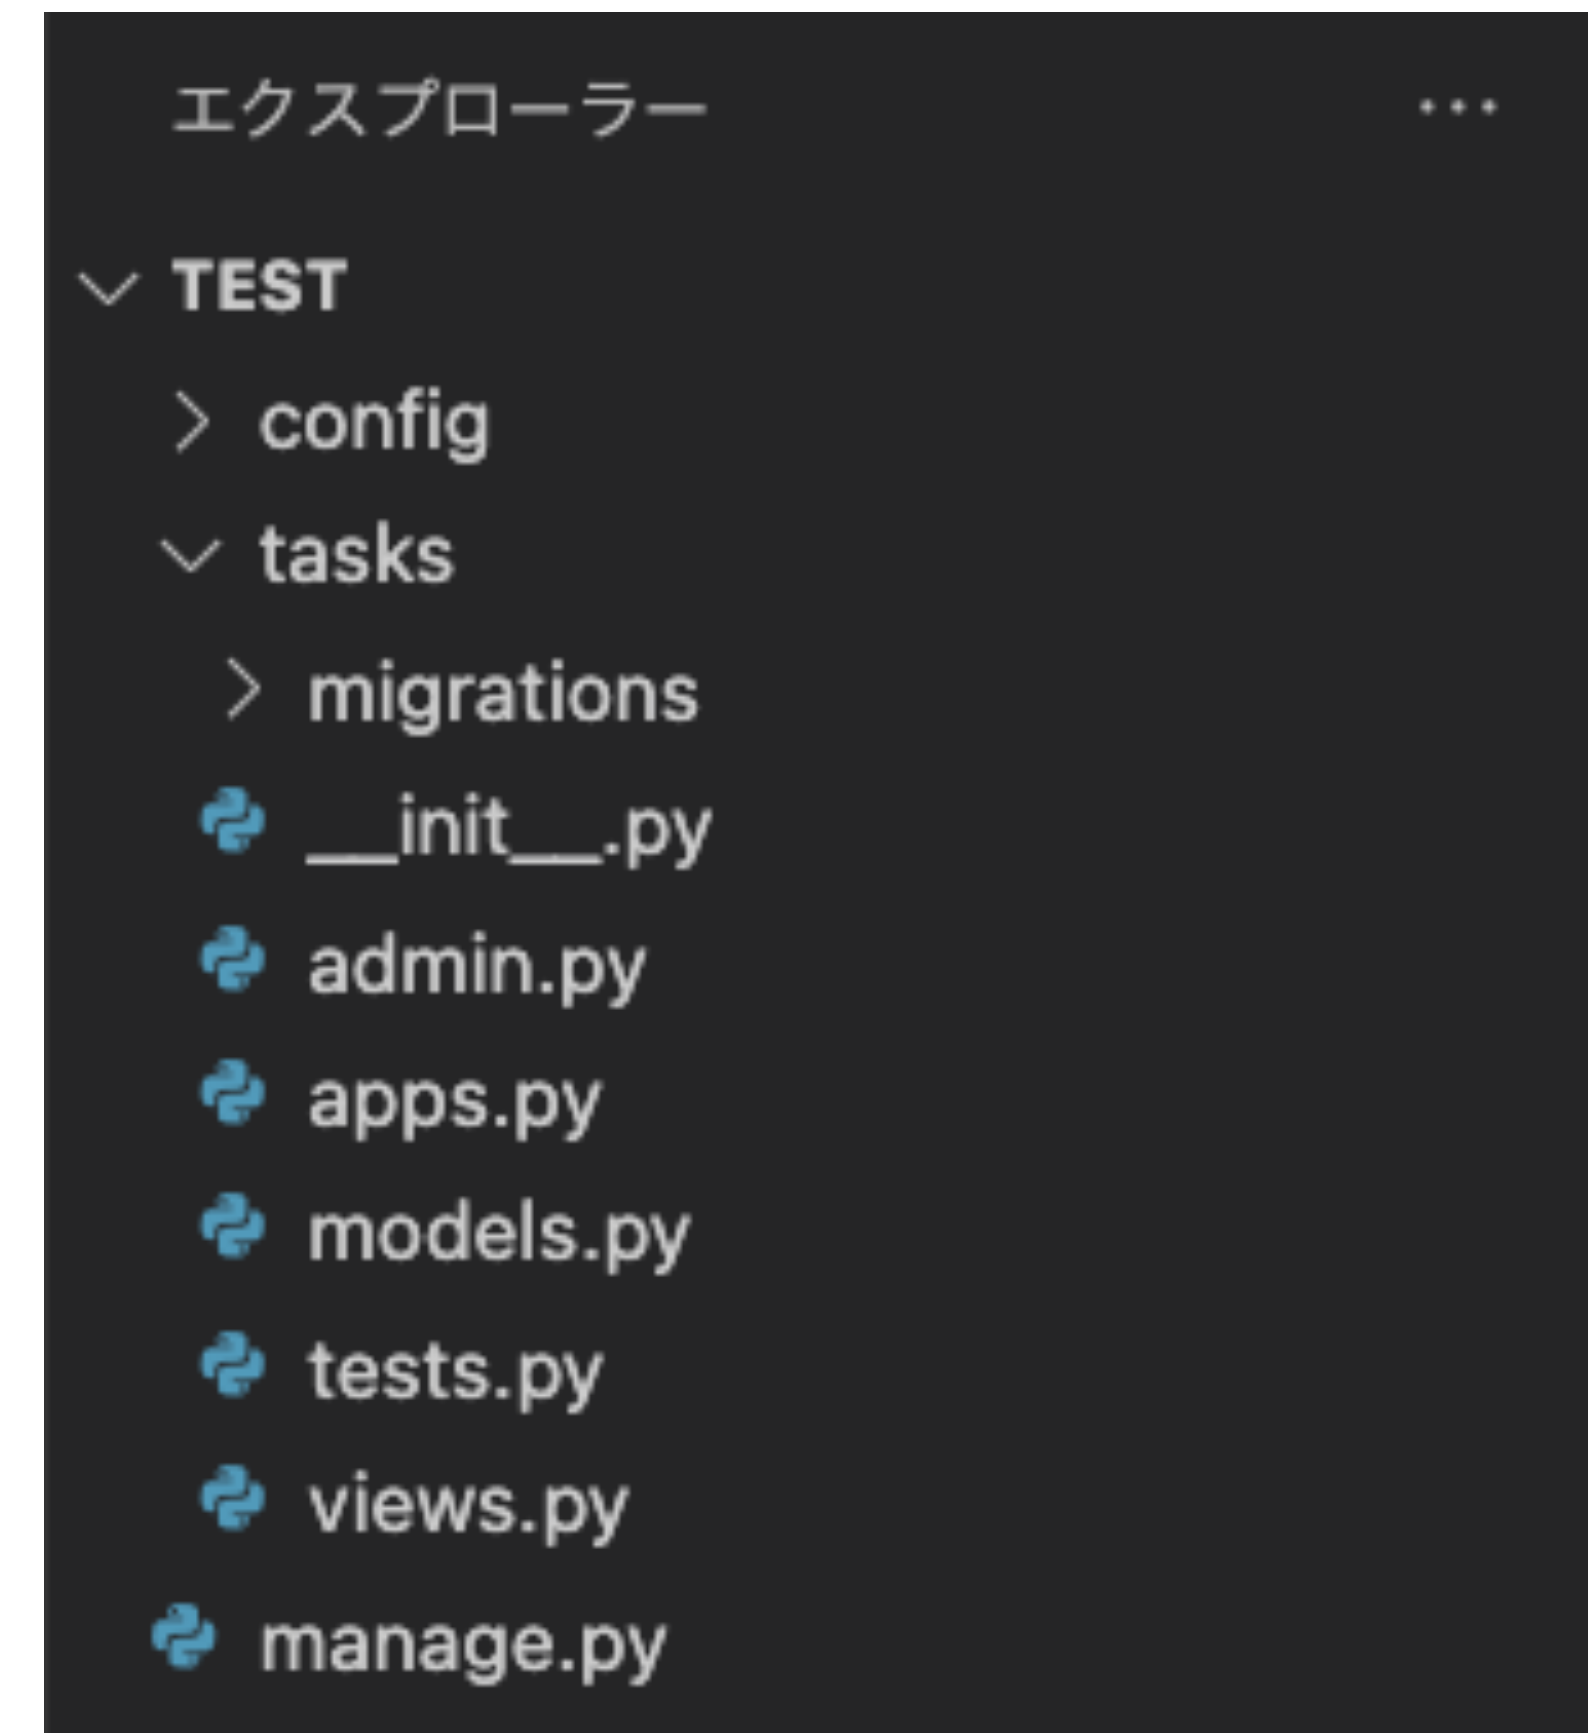 エクスプローラー ...
TEST
config
tasks
migrations
__init__.py
admin.py
apps.py
models.py
tests.py
views.py
manage.py